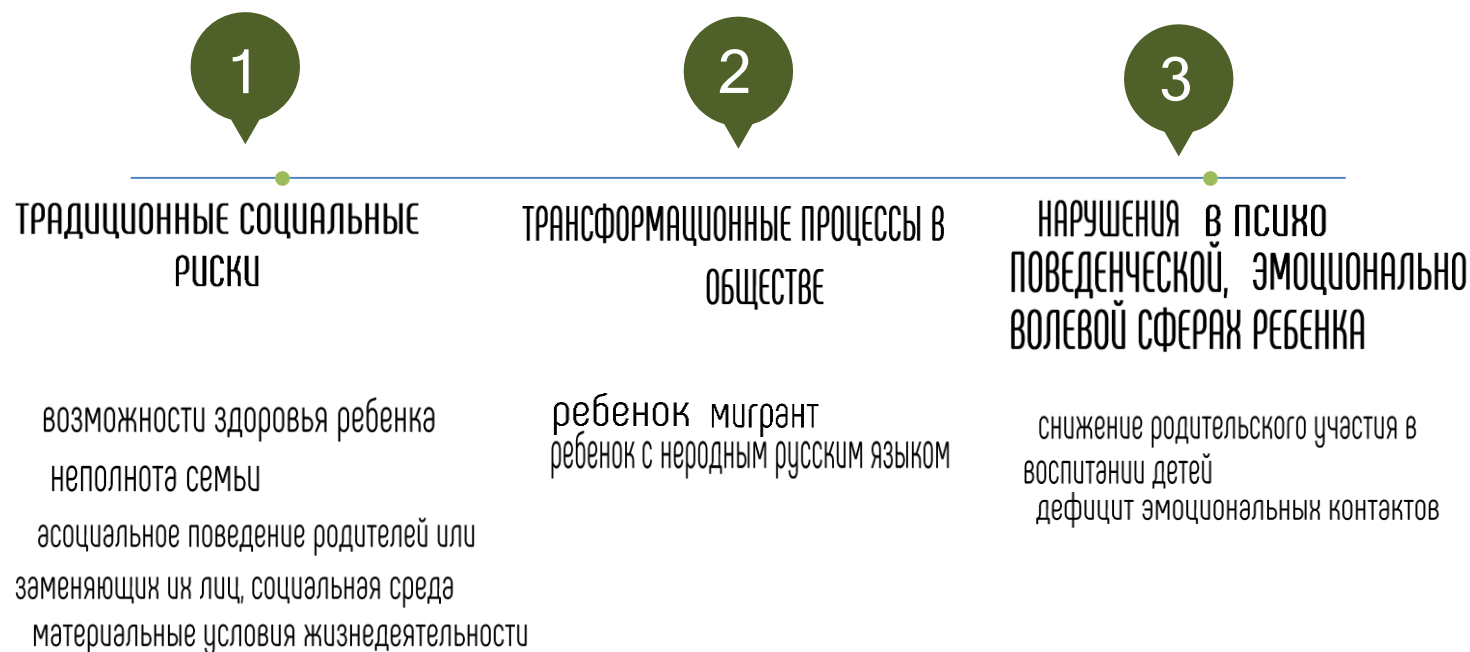 1
ТРАДИЦИОННЫЕ СОЦИАЛЬНЫЕ
РИСКИ
возможности здоровья ребенка
неполнота семьи
асоциальное поведение родителей или
заменяющих их лиц, социальная среда
материальные условия жизнедеятельности
2
ТРАНСФОРМАЦИОННЫЕ ПРОЦЕССЫ В
ОБЩЕСТВЕ
ребенок мигрант
ребенок с неродным русским языком
3
НАРУШЕНИЯ В ПСИХО
ПОВЕДЕНЧЕСКОЙ, ЭМОЦИОНАЛЬНО
ВОЛЕВОЙ СФЕРАХ РЕБЕНКА
снижение родительского участия в
воспитании детей
дефицит эмоциональных контактов